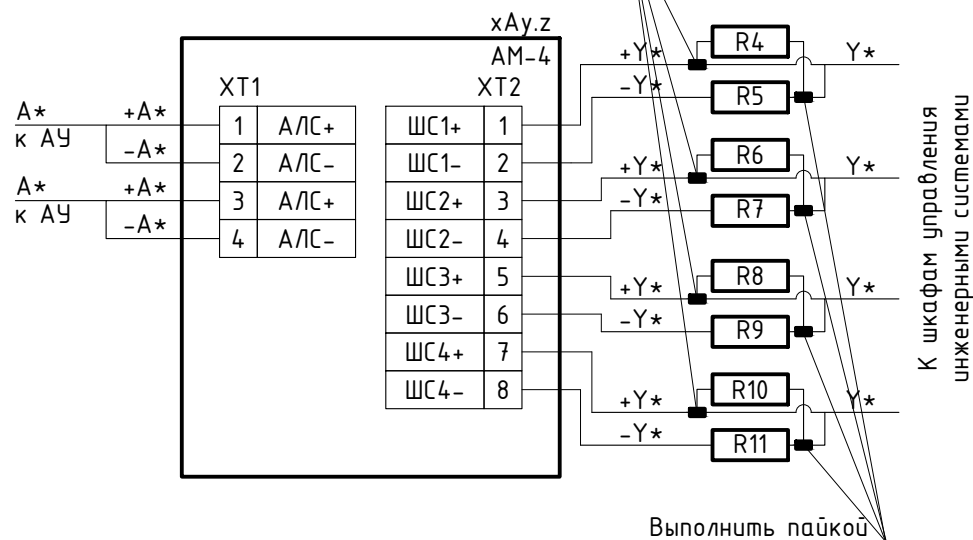 xAy.z
АМ-4
XT1
XT2
A*
+A*
к АУ
-A*
A*
+A*
к АУ
-A*
1 АЛС+
2 АЛС-
3 АЛС+
4 АЛС-
ШС1+ 1
ШС1- 2
ШС2+ 3
ШС2- 4
ШС3+ 5
ШС3- 6
ШС4+ 7
ШС4- 8
+Y* R4 Y*
-Y* R5
+Y* R6 Y*
-Y* R7
+Y* R8 Y*
-Y* R9
+Y* R10 Y*
-Y* R11
К шкафам управления
инженерными системами
Выполнить пайкой